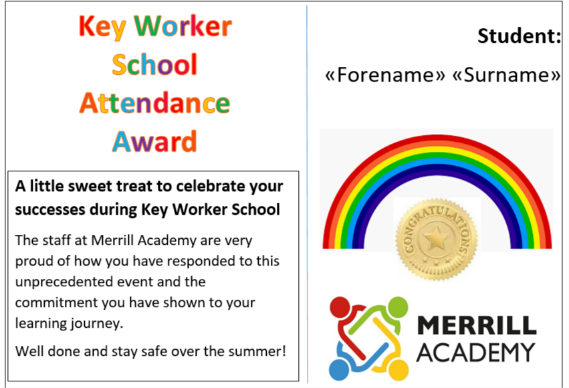 Key Worker
School
Attendance
Award
A little sweet treat to celebrate your
successes during Key Worker School
The staff at Merrill Academy are very
proud of how you have responded to this
unprecedented event and the
commitment you have shown to your
learning journey.
Well done and stay safe over the summer!
Student:
«Forename» «Surname»
CONGRATULATIONS
MERRILL
ACADEMY